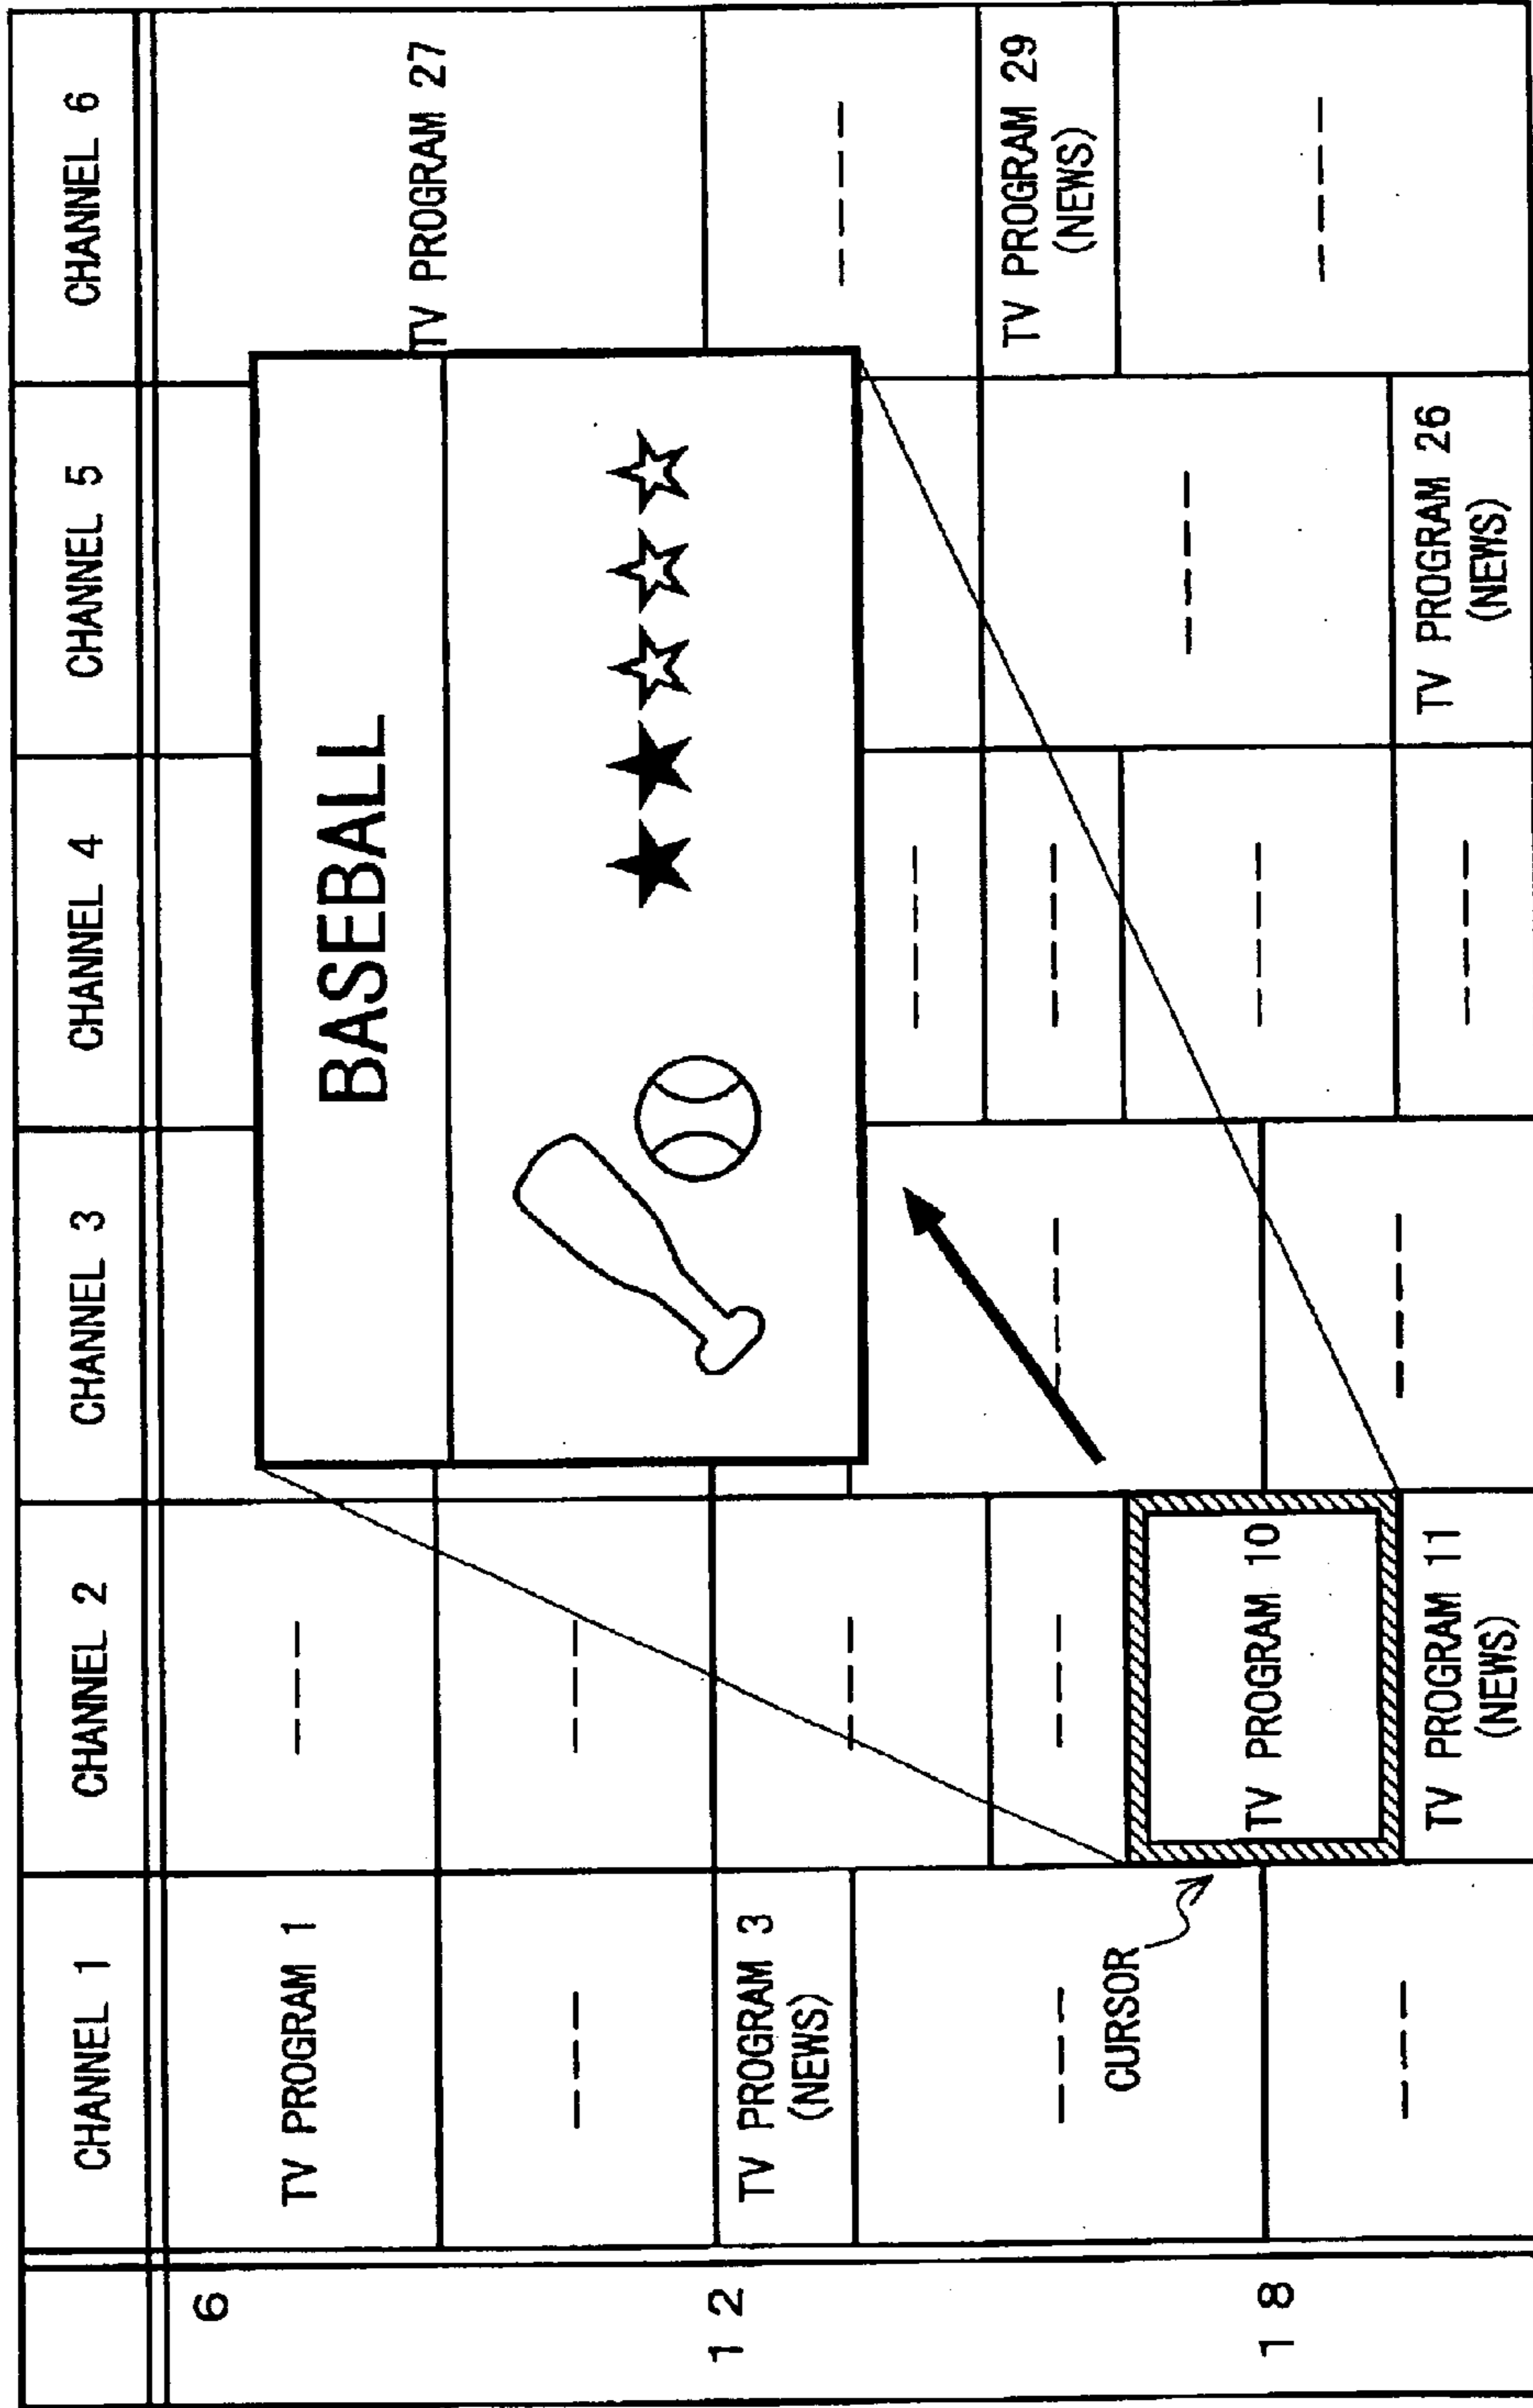 CHANNEL 1
CHANNEL 2
CHANNEL 3
CHANNEL 4
CHANNEL 5
CHANNEL 6
6
TV PROGRAM 1
BASEBALL
TV PROGRAM 27
12
TV PROGRAM 3
(NEWS)
TV PROGRAM 29
(NEWS)
CURSOR
18
TV PROGRAM 10
TV PROGRAM 11
(NEWS)
TV PROGRAM 26
(NEWS)